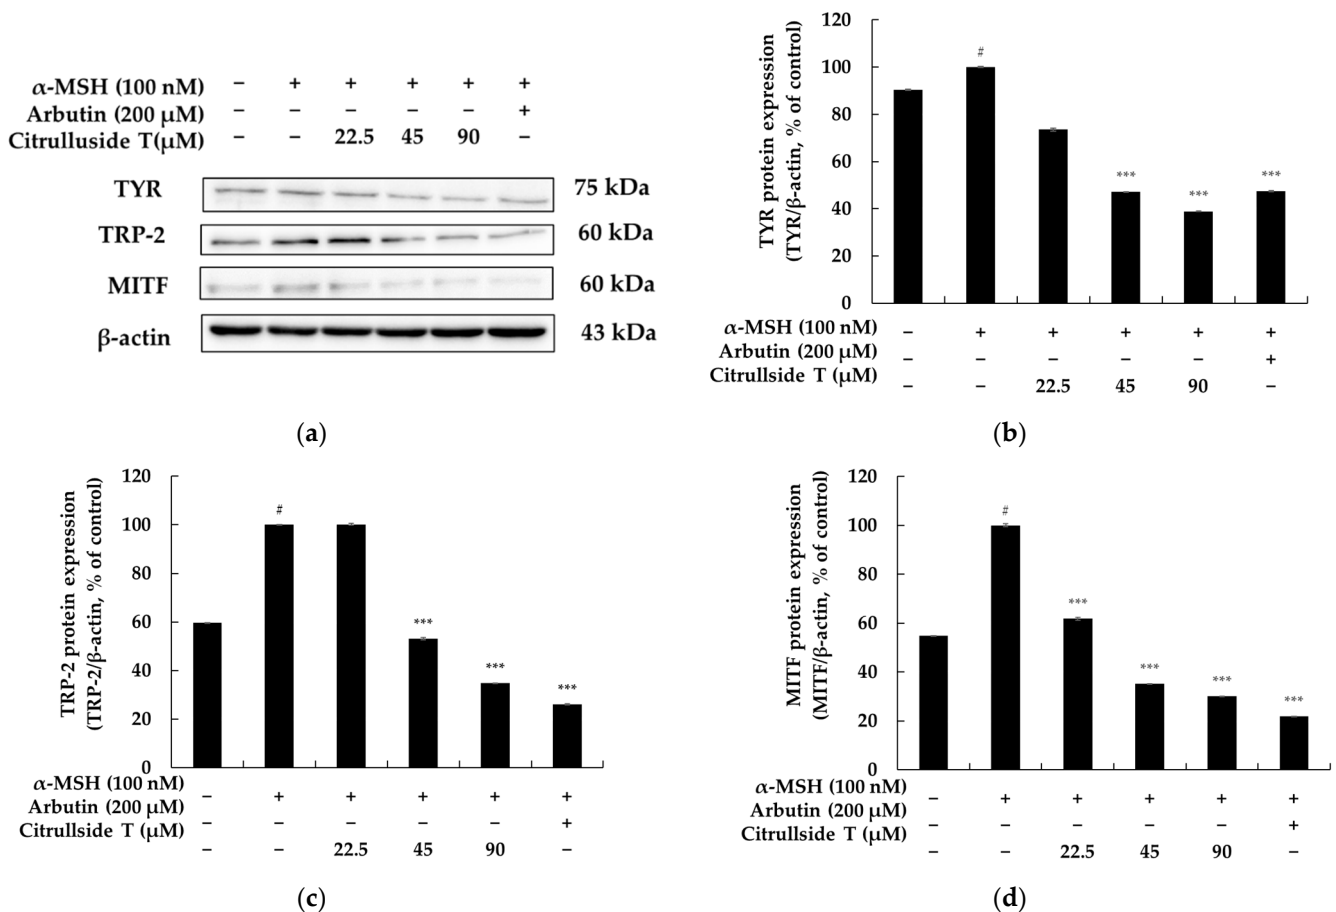 α-MSH (100 nM) − + + + + +
Arbutin (200 μM) − − − − − +
Citrulluside T(μM) − − 22.5 45 90 −
TYR 75 kDa
TRP-2 60 kDa
MITF 60 kDa
β-actin 43 kDa
(a)
TYR protein expression
(TYR/β-actin, % of control)
120
100
80
60
40
20
0
#
***
***
***
α-MSH (100 nM) − + + + + +
Arbutin (200 μM) − − − − − +
Citrullside T (μM) − − 22.5 45 90 −
(b)
TRP-2 protein expression
(TRP-2/β-actin, % of control)
120
100
80
60
40
20
0
#
***
***
***
α-MSH (100 nM) − + + + + +
Arbutin (200 μM) − − − − − +
Citrullside T (μM) − − 22.5 45 90 −
(c)
MITF protein expression
(MITF/β-actin, % of control)
120
100
80
60
40
20
0
#
***
***
***
***
α-MSH (100 nM) − + + + + +
Arbutin (200 μM) − − − − − +
Citrullside T (μM) − − 22.5 45 90 −
(d)